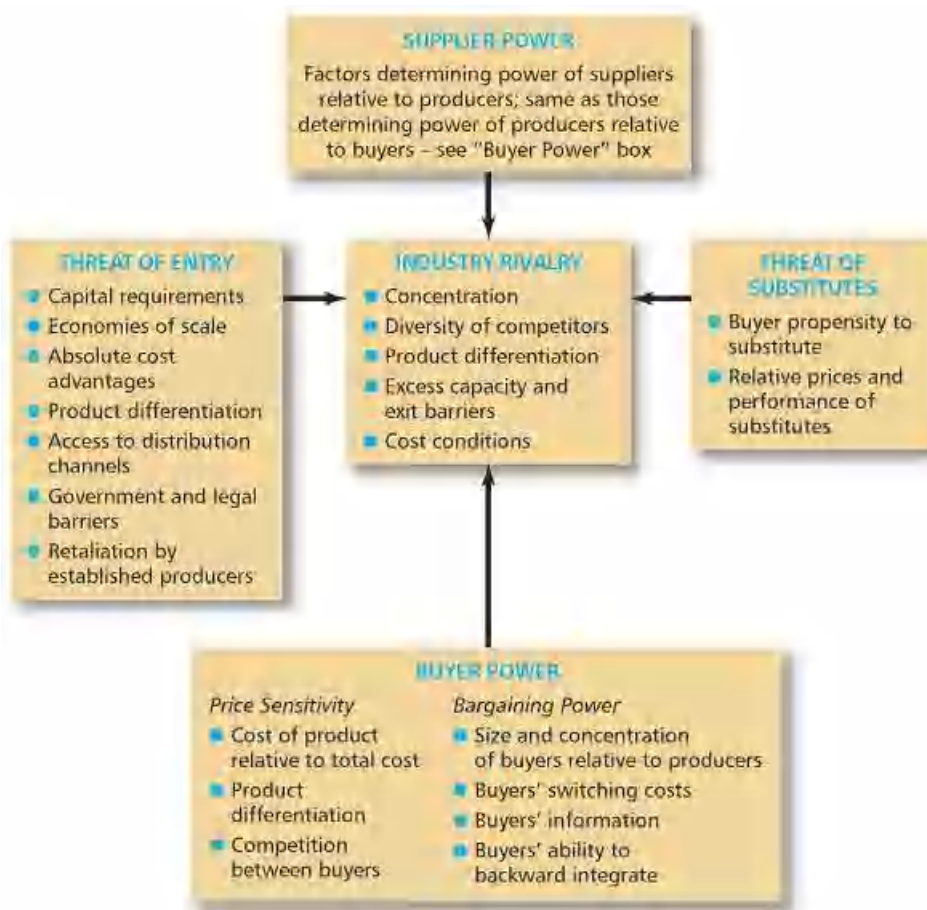 SUPPLIER POWER
Factors determining power of suppliers
relative to producers; same as those
determining power of producers relative
to buyers – see "Buyer Power" box
THREAT OF ENTRY
Capital requirements
Economies of scale
Absolute cost
advantages
Product differentiation
Access to distribution
channels
Government and legal
barriers
Retaliation by
established producers
INDUSTRY RIVALRY
Concentration
Diversity of competitors
Product differentiation
Excess capacity and
exit barriers
Cost conditions
THREAT OF
SUBSTITUTES
Buyer propensity to
substitute
Relative prices and
performance of
substitutes
BUYER POWER
Price Sensitivity
Cost of product
relative to total cost
Product
differentiation
Competition
between buyers
Bargaining Power
Size and concentration
of buyers relative to producers
Buyers' switching costs
Buyers' information
Buyers' ability to
backward integrate